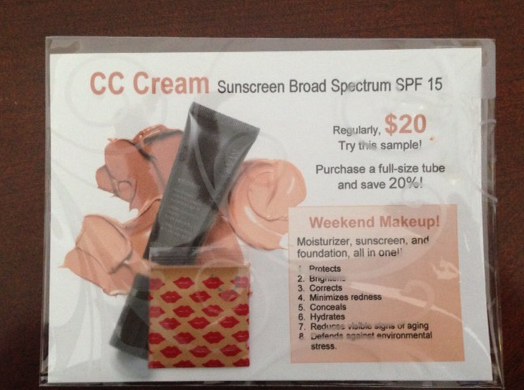 CC Cream Sunscreen Broad Spectrum SPF 15
Regularly, $20
Try this sample!
Purchase a full-size tube
and save 20%!
Weekend Makeup!
Moisturizer, sunscreen, and
foundation, all in one!
1. Protects
2. Brightens
3. Corrects
4. Minimizes redness
5. Conceals
6. Hydrates
7. Reduces visible signs of aging
8. Defends against environmental
stress.